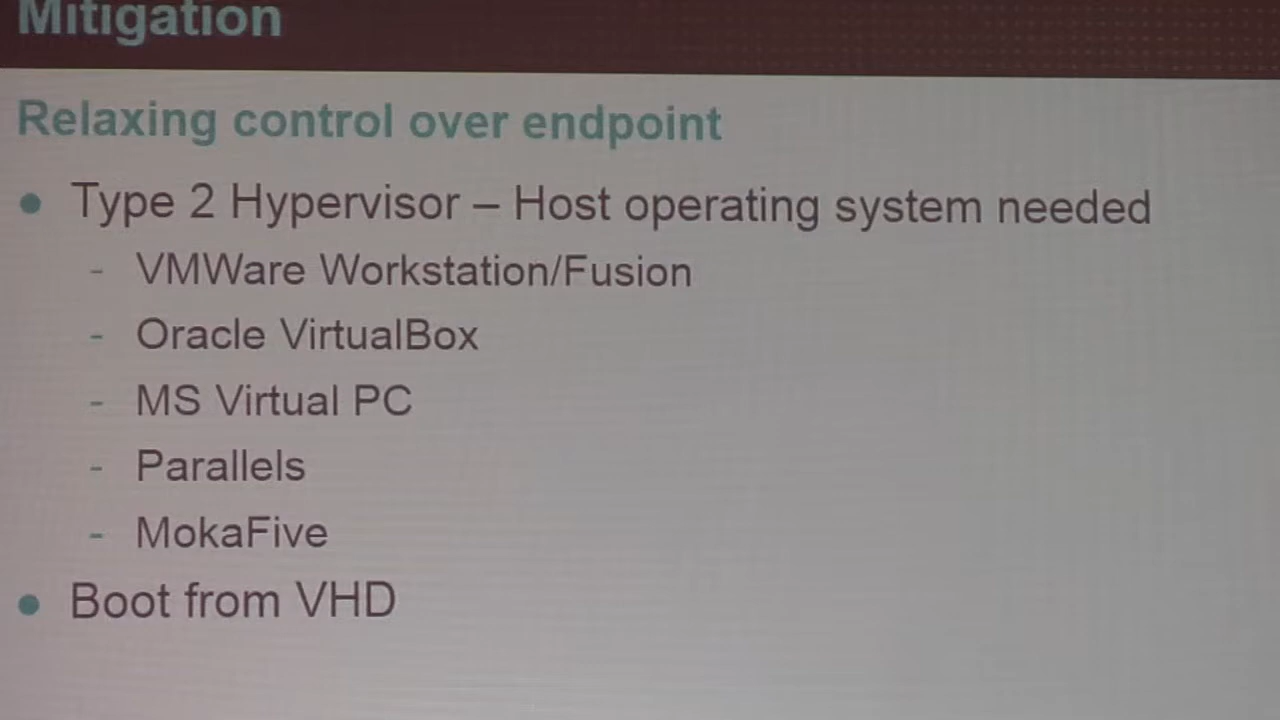 Mitigation
Relaxing control over endpoint
● Type 2 Hypervisor – Host operating system needed
- VMWare Workstation/Fusion
- Oracle VirtualBox
- MS Virtual PC
- Parallels
- MokaFive
● Boot from VHD